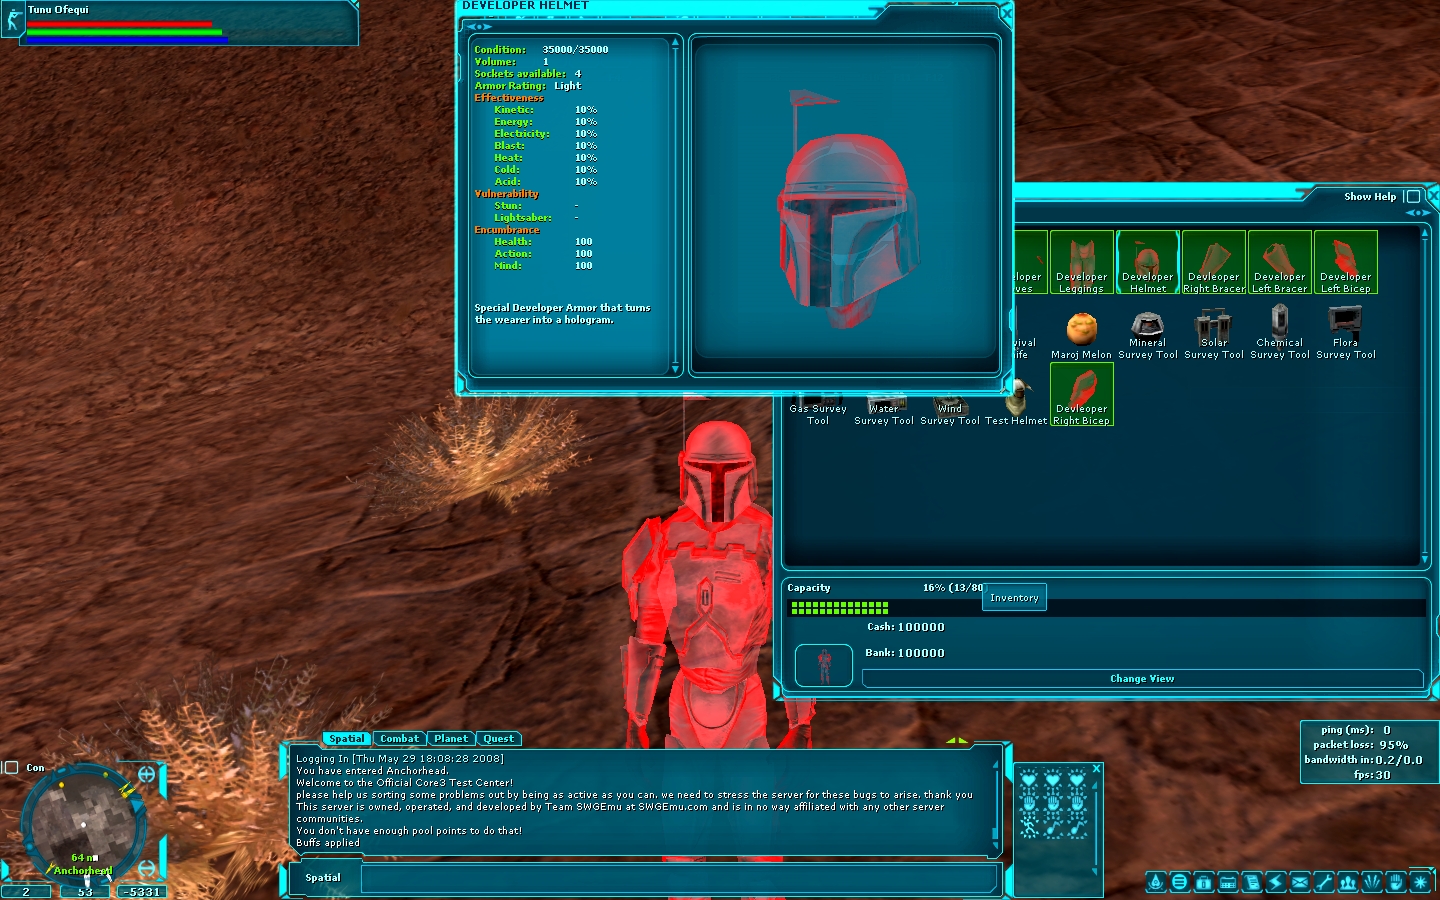 Tunu Ofequi
DEVELOPER HELMET
Condition: 35000/35000
Volume: 1
Sockets available: 4
Armor Rating: Light
Effectiveness
Kinetic: 10%
Energy: 10%
Electricity: 10%
Blast: 10%
Heat: 10%
Cold: 10%
Acid: 10%
Vulnerability
Stun: -
Lightsaber: -
Encumbrance
Health: 100
Action: 100
Mind: 100
Special Developer Armor that turns
the wearer into a hologram.
Show Help
loper
ves
Developer
Leggings
Developer
Helmet
Devleoper
Right Bracer
Developer
Left Bracer
Developer
Left Bicep
vival
ife
Maroj Melon
Mineral
Survey Tool
Solar
Survey Tool
Chemical
Survey Tool
Flora
Survey Tool
Gas Survey
Tool
Water
Survey Tool
Wind
Survey Tool
Test Helmet
Devleoper
Right Bicep
Capacity
16% (13/80
Inventory
Cash: 100000
Bank: 100000
Change View
Spatial
Combat
Planet
Quest
Logging In [Thu May 29 18:08:28 2008]
You have entered Anchorhead.
Welcome to the Official Core3 Test Center!
please help us sorting some problems out by being as active as you can. we need to stress the server for these bugs to arise. thank you
This server is owned, operated, and developed by Team SWGEmu at SWGEmu.com and is in no way affiliated with any other server
communities.
You don't have enough pool points to do that!
Buffs applied
Spatial
Con
64 m
Anchorhead
2
53
-5331
ping (ms): 0
packet loss: 95%
bandwidth in: 0.2/0.0
fps: 30